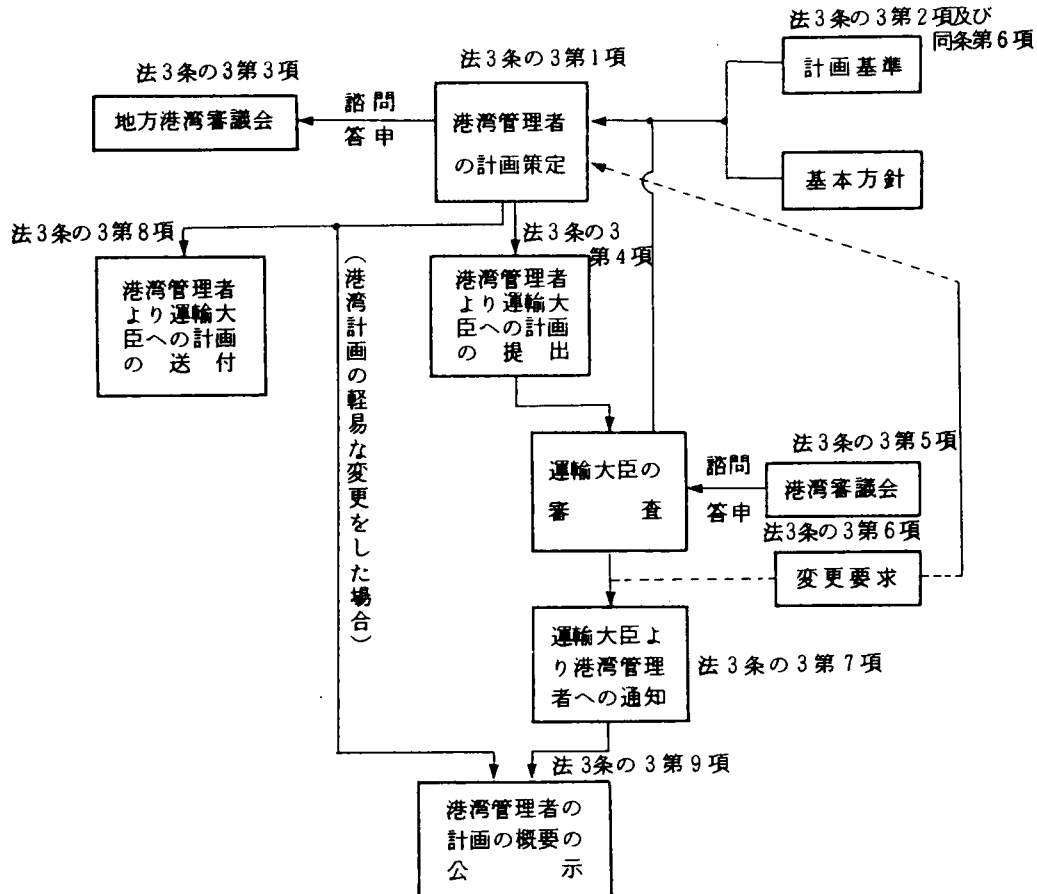 法3条の3第2項及び
同条第6項
法3条の3第1項
法3条の3第3項
計画基準
地方港湾審議会
諮問
答申
港湾管理者
の計画策定
基本方針
法3条の3第8項
法3条の3
第4項
港湾管理者
より運輸大
臣への計画
の送付
(港湾計画の軽易な変更をした場合)
港湾管理者
より運輸大
臣への計画
の提出
法3条の3第5項
運輸大臣の
審査
諮問
答申
港湾審議会
法3条の3第6項
変更要求
運輸大臣よ
り港湾管理
者への通知
法3条の3第7項
法3条の3第9項
港湾管理者の
計画の概要の
公示